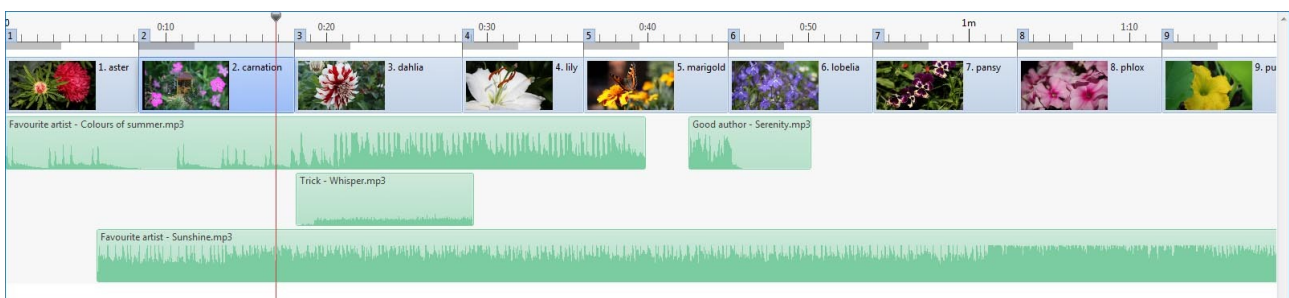 0 0:10 0:20 0:30 0:40 0:50 1m 1:10
1 2 3 4 5 6 7 8 9
1. aster 2. carnation 3. dahlia 4. lily 5. marigold 6. lobelia 7. pansy 8. phlox 9. pu
Favourite artist - Colours of summer.mp3 Good author - Serenity.mp3
Trick - Whisper.mp3
Favourite artist - Sunshine.mp3